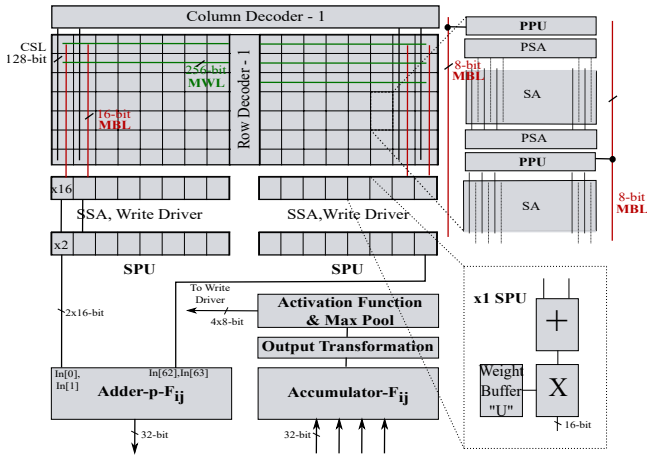 Column Decoder - 1
CSL
128-bit
256-bit
MWL
16-bit
MBL
Row Decoder - 1
PPU
PSA
8-bit
MBL
SA
PSA
PPU
SA
8-bit
MBL
x16
SSA, Write Driver
SSA,Write Driver
x2
SPU
SPU
To Write
Driver
4x8-bit
2x16-bit
Activation Function
& Max Pool
Output Transformation
In[0],
In[1]
In[62],In[63]
Adder-p-Fij
Accumulator-Fij
32-bit
32-bit
x1 SPU
+
Weight
Buffer
"U"
X
16-bit